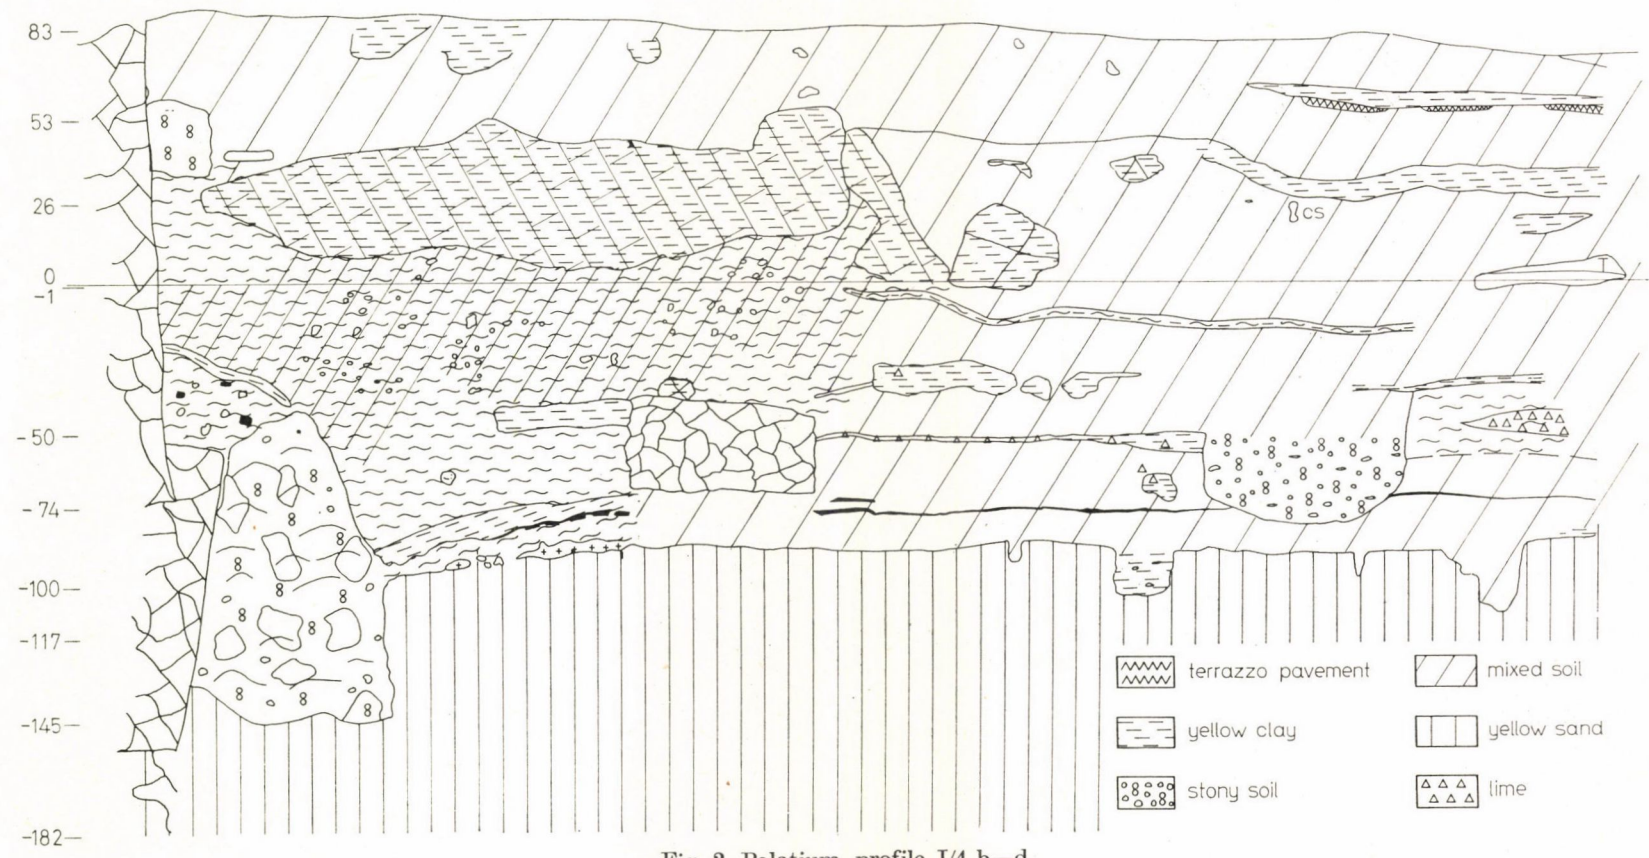 83
53
26
0
-1
CS
-50
-74
-100
-117
-145
-182
terrazzo pavement
mixed soil
yellow clay
yellow sand
stony soil
lime
Fig. 2. Palatium, profile I/4 b–d.